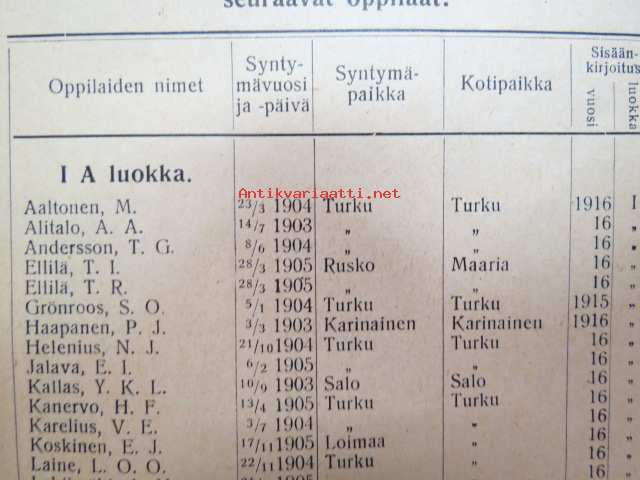 seuraavat oppilaat:
Oppilaiden nimet Syntymävuosi ja -päivä Syntymäpaikka Kotipaikka Sisäänkirjoitus vuosi luokka
I A luokka.
Antikvariaatti.net
Aaltonen, M. 23/3 1904 Turku Turku 1916 I
Alitalo, A. A. 14/7 1903 „ „ 16 „
Andersson, T. G. 8/6 1904 „ „ 16 „
Ellilä, T. I. 28/3 1905 Rusko Maaria 16 „
Ellilä, T. R. 28/3 1905 „ „ 16 „
Grönroos, S. O. 5/1 1904 Turku Turku 1915 „
Haapanen, P. J. 3/3 1903 Karinainen Karinainen 1916 „
Helenius, N. J. 21/10 1904 Turku Turku 16 „
Jalava, E. I. 6/2 1905 „ „ 16 „
Kallas, Y. K. L. 10/9 1903 Salo Salo 16 „
Kanervo, H. F. 13/4 1905 Turku Turku 16 „
Karelius, V. E. 3/7 1904 „ „ 16 „
Koskinen, E. J. 17/11 1905 Loimaa „ 16 „
Laine, L. O. O. 22/11 1904 Turku „ 16 „